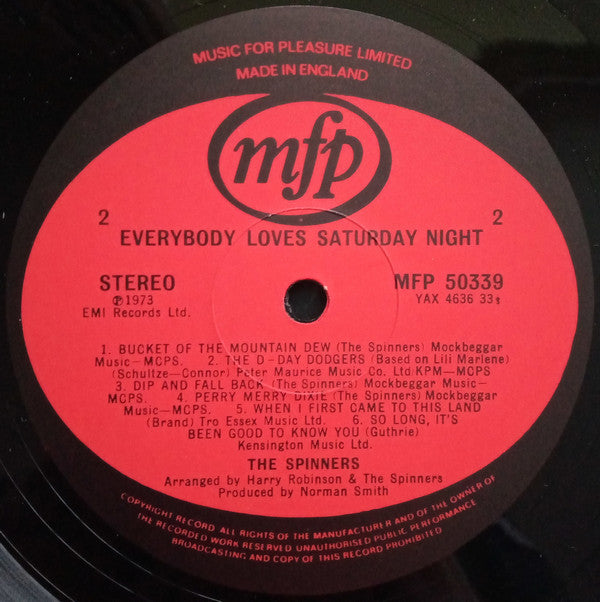 MUSIC FOR PLEASURE LIMITED
MADE IN ENGLAND
mfp
2 2
EVERYBODY LOVES SATURDAY NIGHT
STEREO MFP 50339
℗1973 YAX 4636 33⅓
EMI Records Ltd.
1. BUCKET OF THE MOUNTAIN DEW (The Spinners) Mockbeggar
Music—MCPS. 2. THE D-DAY DODGERS (Based on Lili Marlene)
(Schultze—Connor) Peter Maurice Music Co. Ltd/KPM—MCPS
3. DIP AND FALL BACK (The Spinners) Mockbeggar Music—
MCPS. 4. PERRY MERRY DIXIE (The Spinners) Mockbeggar
Music—MCPS. 5. WHEN I FIRST CAME TO THIS LAND
(Brand) Tro Essex Music Ltd. 6. SO LONG, IT'S
BEEN GOOD TO KNOW YOU (Guthrie)
Kensington Music Ltd.
THE SPINNERS
Arranged by Harry Robinson & The Spinners
Produced by Norman Smith
COPYRIGHT RECORD ALL RIGHTS OF THE MANUFACTURER AND OF THE OWNER OF
THE RECORDED WORK RESERVED UNAUTHORISED PUBLIC PERFORMANCE
BROADCASTING AND COPY OF THIS RECORD PROHIBITED